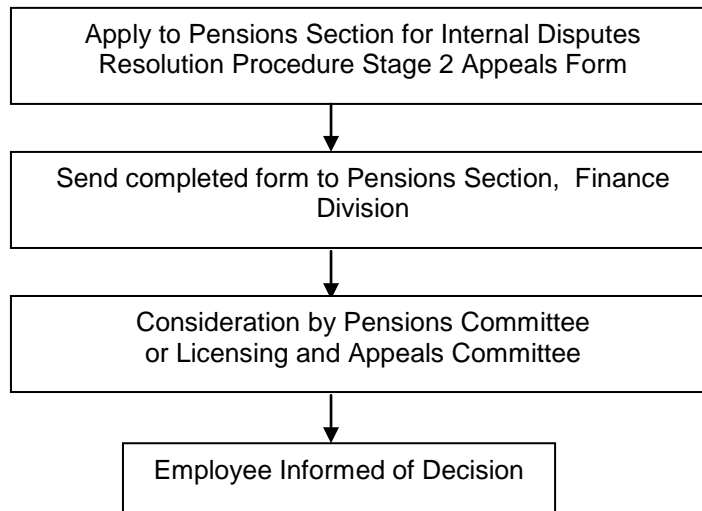 Apply to Pensions Section for Internal Disputes
Resolution Procedure Stage 2 Appeals Form
Send completed form to Pensions Section,  Finance
Division
Consideration by Pensions Committee
or Licensing and Appeals Committee
Employee Informed of Decision